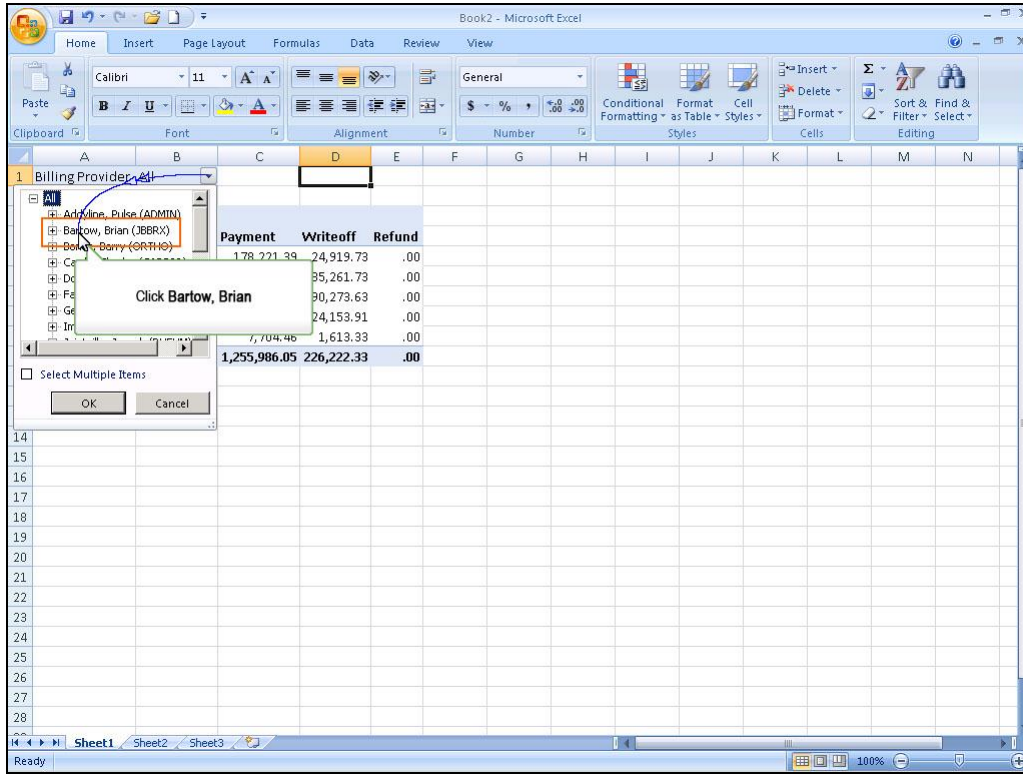 Book2 - Microsoft Excel
Home Insert Page Layout Formulas Data Review View
Paste
Calibri 11
B I U
General
$ % ,
Conditional Formatting
Format as Table
Cell Styles
Insert
Delete
Format
Σ
Sort & Filter
Find & Select
Clipboard Font Alignment Number Styles Cells Editing
A B C D E F G H I J K L M N
1 Billing Provider All
All
Addyline, Pulse (ADMIN)
Bartow, Brian (JBBRX)
Barry (ORTHO)
Click Bartow, Brian
Select Multiple Items
OK Cancel
Payment Writeoff Refund
178,221.39 24,919.73 .00
35,261.73 .00
90,273.63 .00
24,153.91 .00
7,704.46 1,613.33 .00
1,255,986.05 226,222.33 .00
14
15
16
17
18
19
20
21
22
23
24
25
26
27
28
Sheet1 Sheet2 Sheet3
Ready 100%